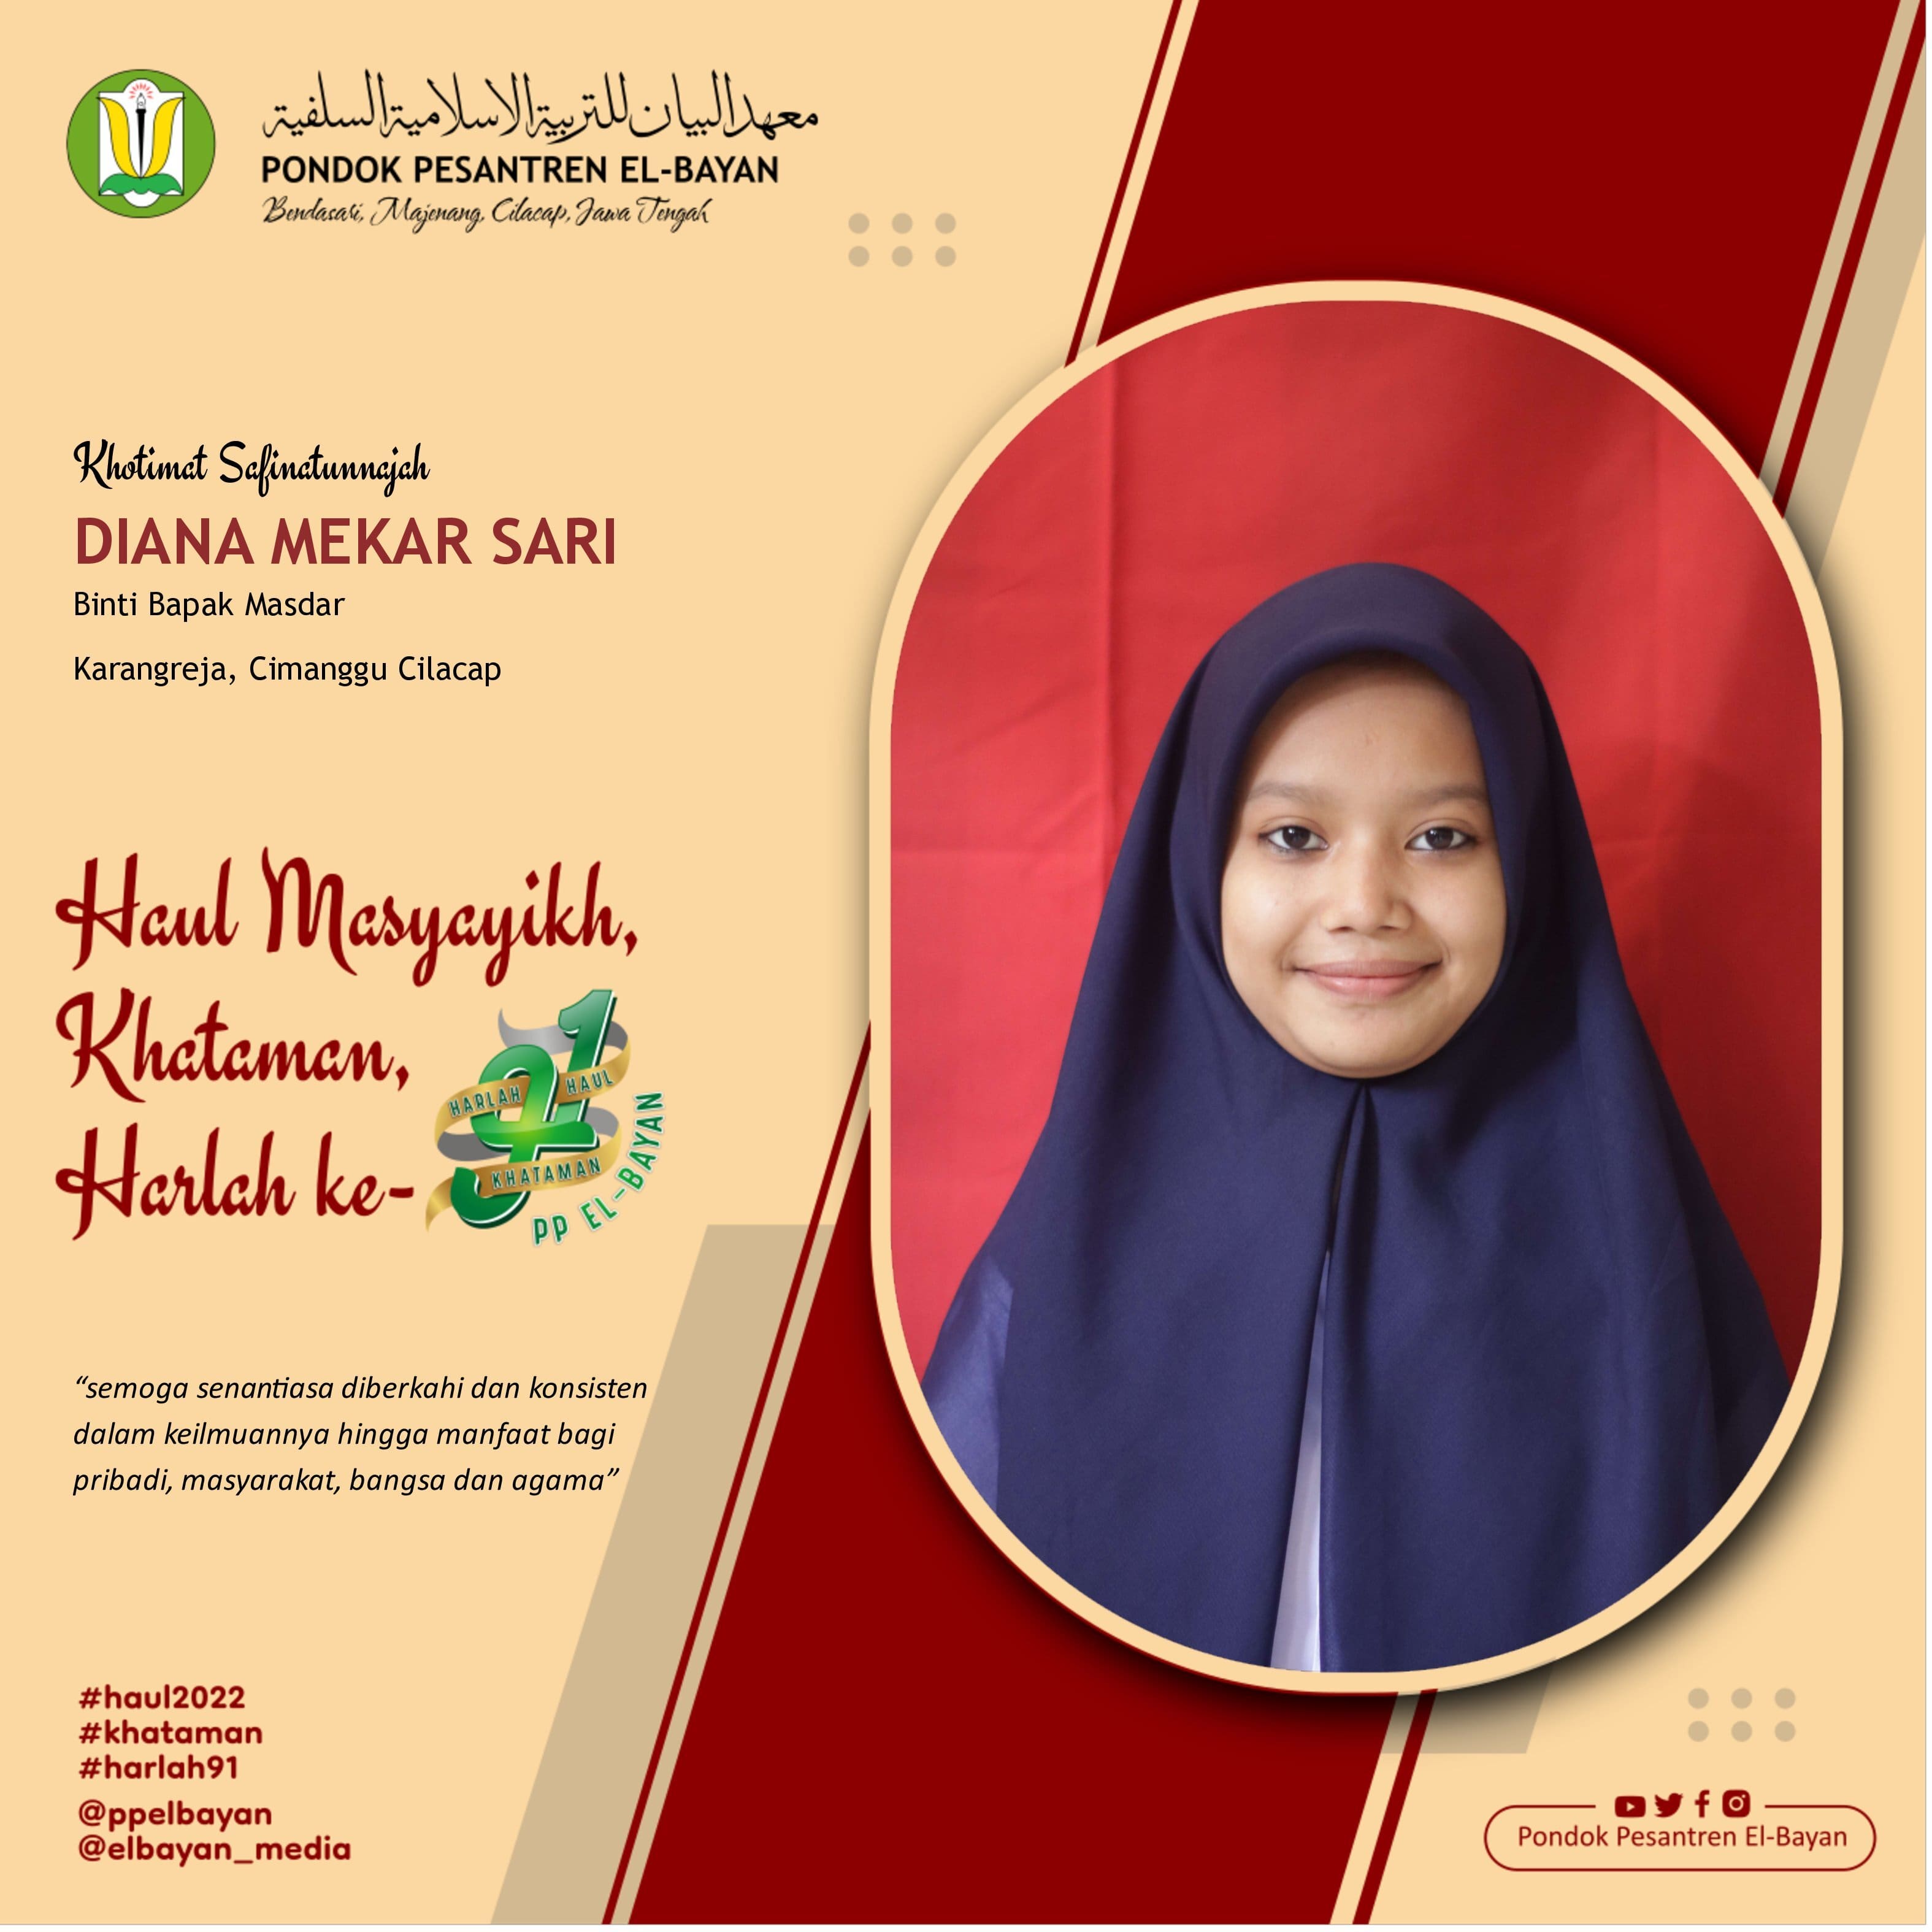 معهد البيان للتربية الاسلامية السلفية
PONDOK PESANTREN EL-BAYAN
Bendasari, Majenang, Cilacap, Jawa Tengah
Khotimat Safinatunnajah
DIANA MEKAR SARI
Binti Bapak Masdar
Karangreja, Cimanggu Cilacap
Haul Masyayikh,
Khataman,
Harlah ke-
91
HARLAH HAUL
KHATAMAN
PP EL-BAYAN
“semoga senantiasa diberkahi dan konsisten
dalam keilmuannya hingga manfaat bagi
pribadi, masyarakat, bangsa dan agama”
#haul2022
#khataman
#harlah91
@ppelbayan
@elbayan_media
Pondok Pesantren El-Bayan